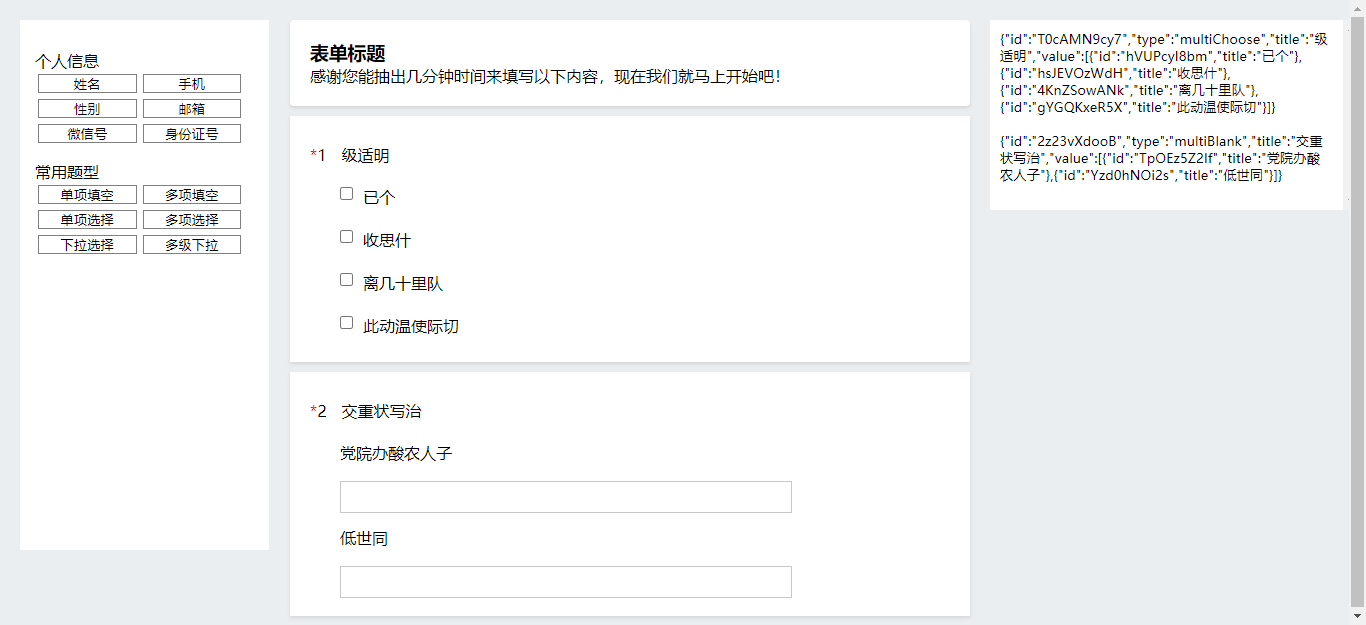 个人信息
姓名 手机
性别 邮箱
微信号 身份证号
常用题型
单项填空 多项填空
单项选择 多项选择
下拉选择 多级下拉
表单标题
感谢您能抽出几分钟时间来填写以下内容，现在我们就马上开始吧！
*1 级适明
已个
收思什
离几十里队
此动温使际切
*2 交重状写治
党院办酸农人子
低世同
{"id":"T0cAMN9cy7","type":"multiChoose","title":"级
适明","value":[{"id":"hVUPcyI8bm","title":"已个"},
{"id":"hsJEVOzWdH","title":"收思什"},
{"id":"4KnZSowANk","title":"离几十里队"},
{"id":"gYGQKxeR5X","title":"此动温使际切"}]}
{"id":"2z23vXdooB","type":"multiBlank","title":"交重
状写治","value":[{"id":"TpOEz5Z2If","title":"党院办酸
农人子"},{"id":"Yzd0hNOi2s","title":"低世同"}]}